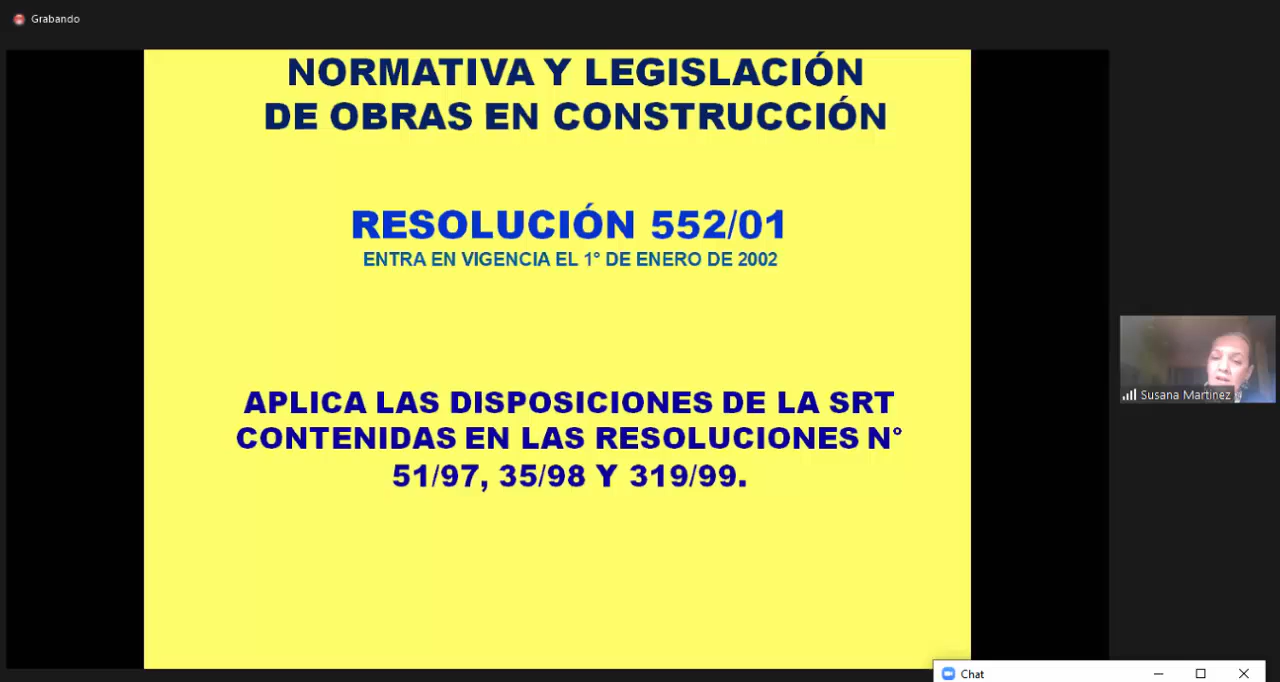 Grabando
NORMATIVA Y LEGISLACIÓN
DE OBRAS EN CONSTRUCCIÓN
RESOLUCIÓN 552/01
ENTRA EN VIGENCIA EL 1° DE ENERO DE 2002
APLICA LAS DISPOSICIONES DE LA SRT
CONTENIDAS EN LAS RESOLUCIONES N°
51/97, 35/98 Y 319/99.
Susana Martinez
Chat